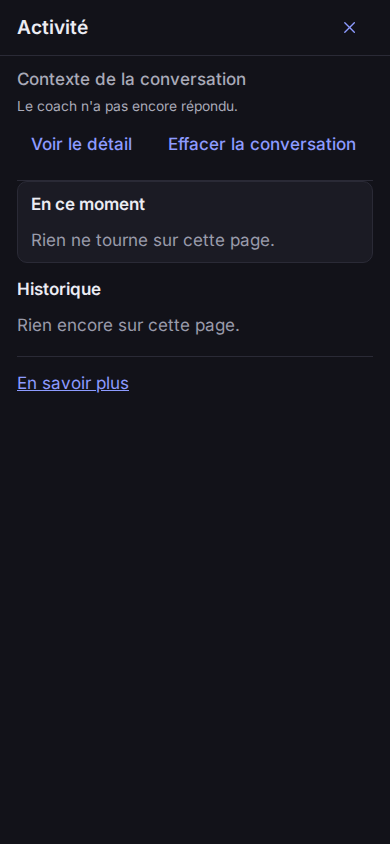 Activité
Contexte de la conversation
Le coach n'a pas encore répondu.
Voir le détail
Effacer la conversation
En ce moment
Rien ne tourne sur cette page.
Historique
Rien encore sur cette page.
En savoir plus